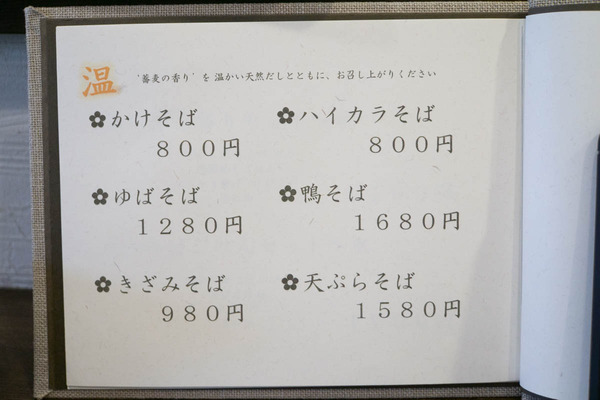 温 '蕎麦の香り' を 温かい天然だしとともに、お召し上がりください
かけそば
800円
ハイカラそば
800円
ゆばそば
1280円
鴨そば
1680円
きざみそば
980円
天ぷらそば
1580円